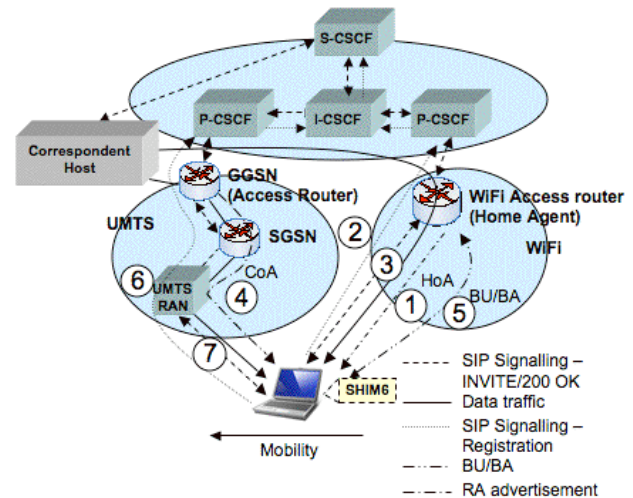 S-CSCF
P-CSCF
I-CSCF
P-CSCF
Correspondent
Host
GGSN
(Access Router)
WiFi Access router
(Home Agent)
UMTS
SGSN
WiFi
2
3
HoA
CoA
6
UMTS
RAN
4
1
5
BU/BA
7
SHIM6
Mobility
SIP Signalling –
INVITE/200 OK
Data traffic
SIP Signalling –
Registration
BU/BA
RA advertisement